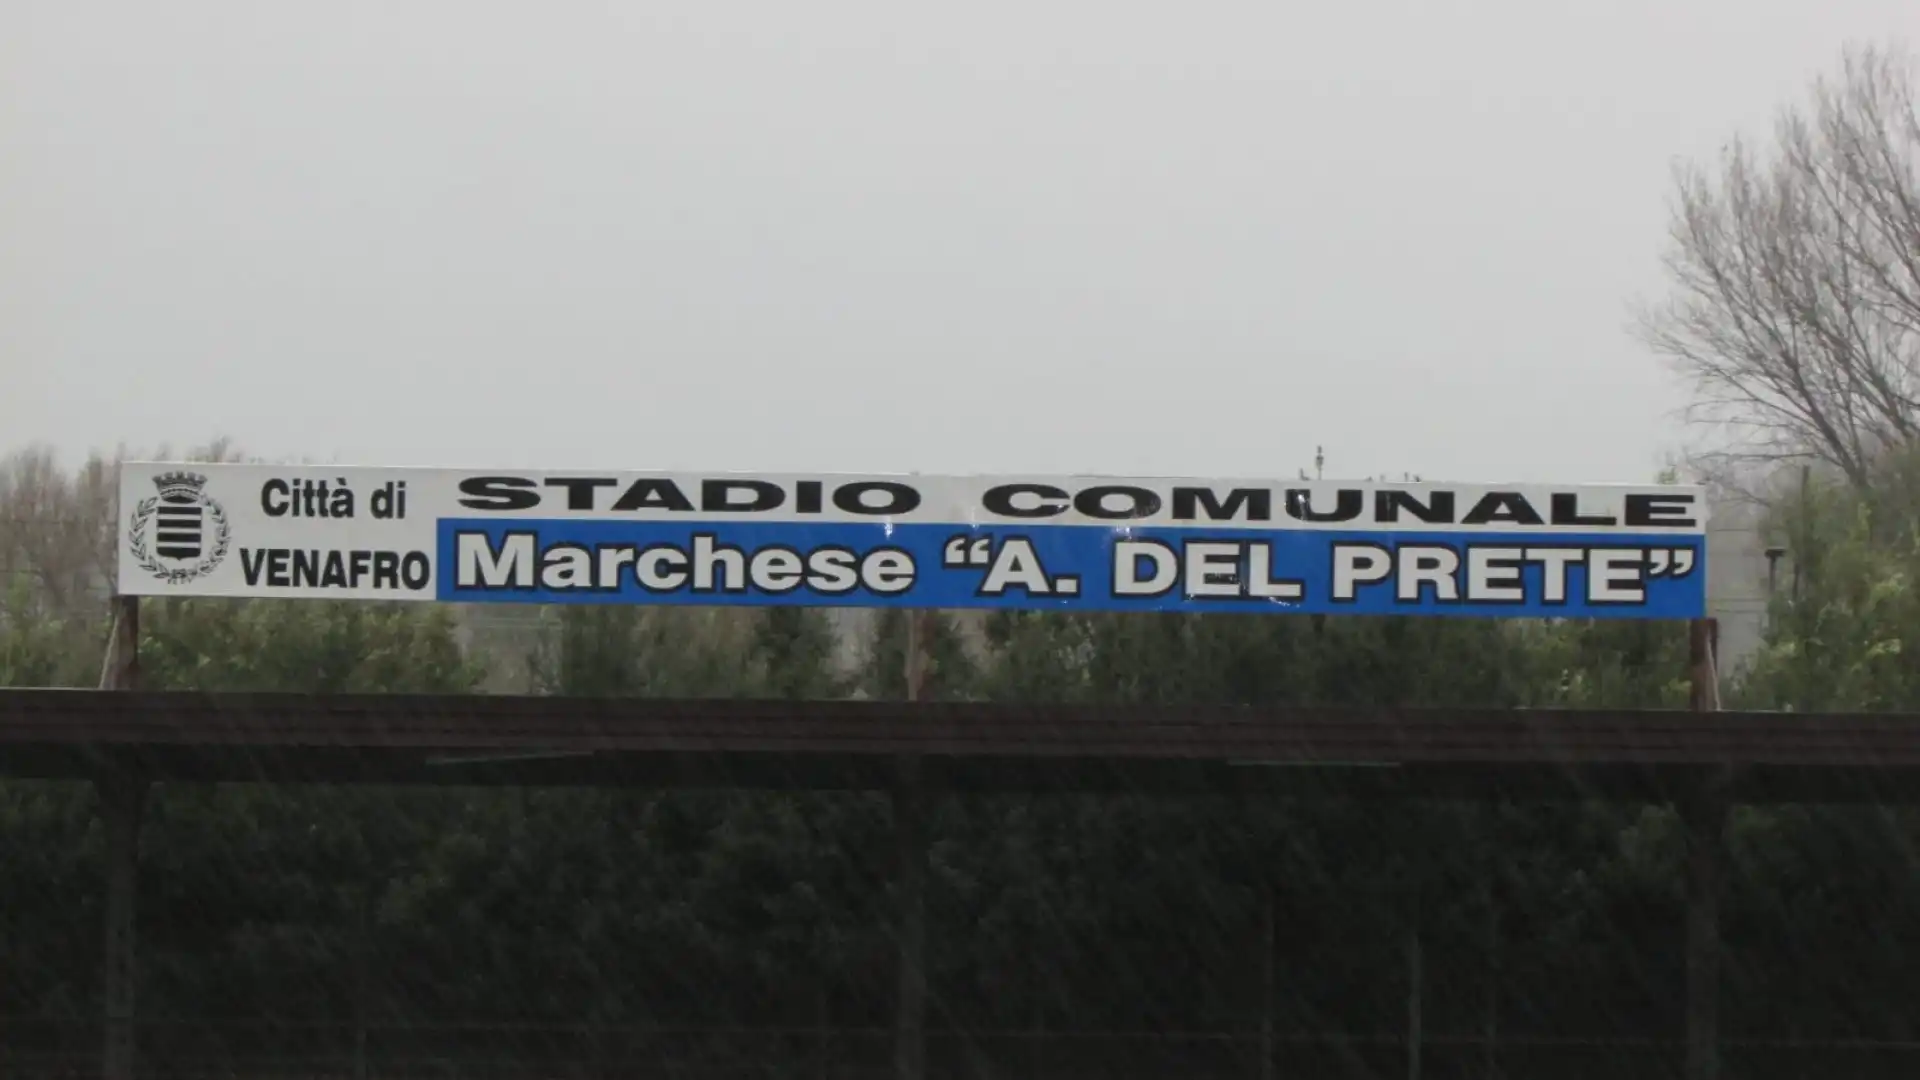 Città di
VENAFRO
STADIO COMUNALE
Marchese “A. DEL PRETE”